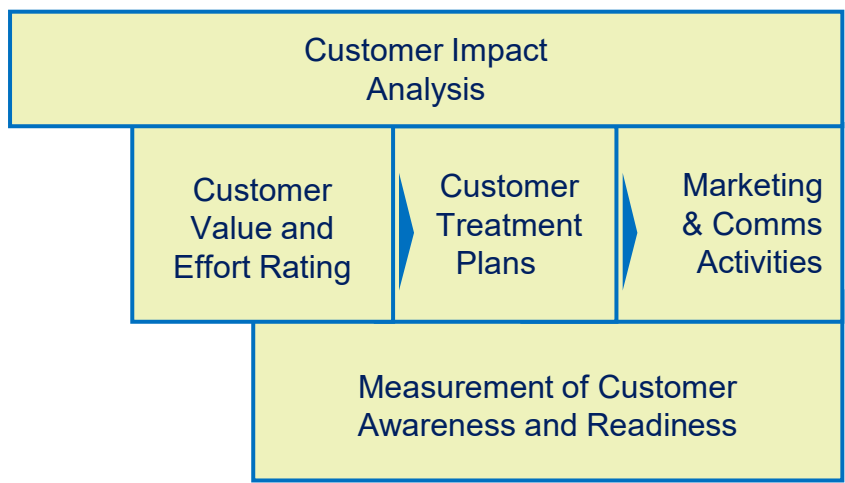 Customer Impact
Analysis
Customer
Value and
Effort Rating
Customer
Treatment
Plans
Marketing
& Comms
Activities
Measurement of Customer
Awareness and Readiness